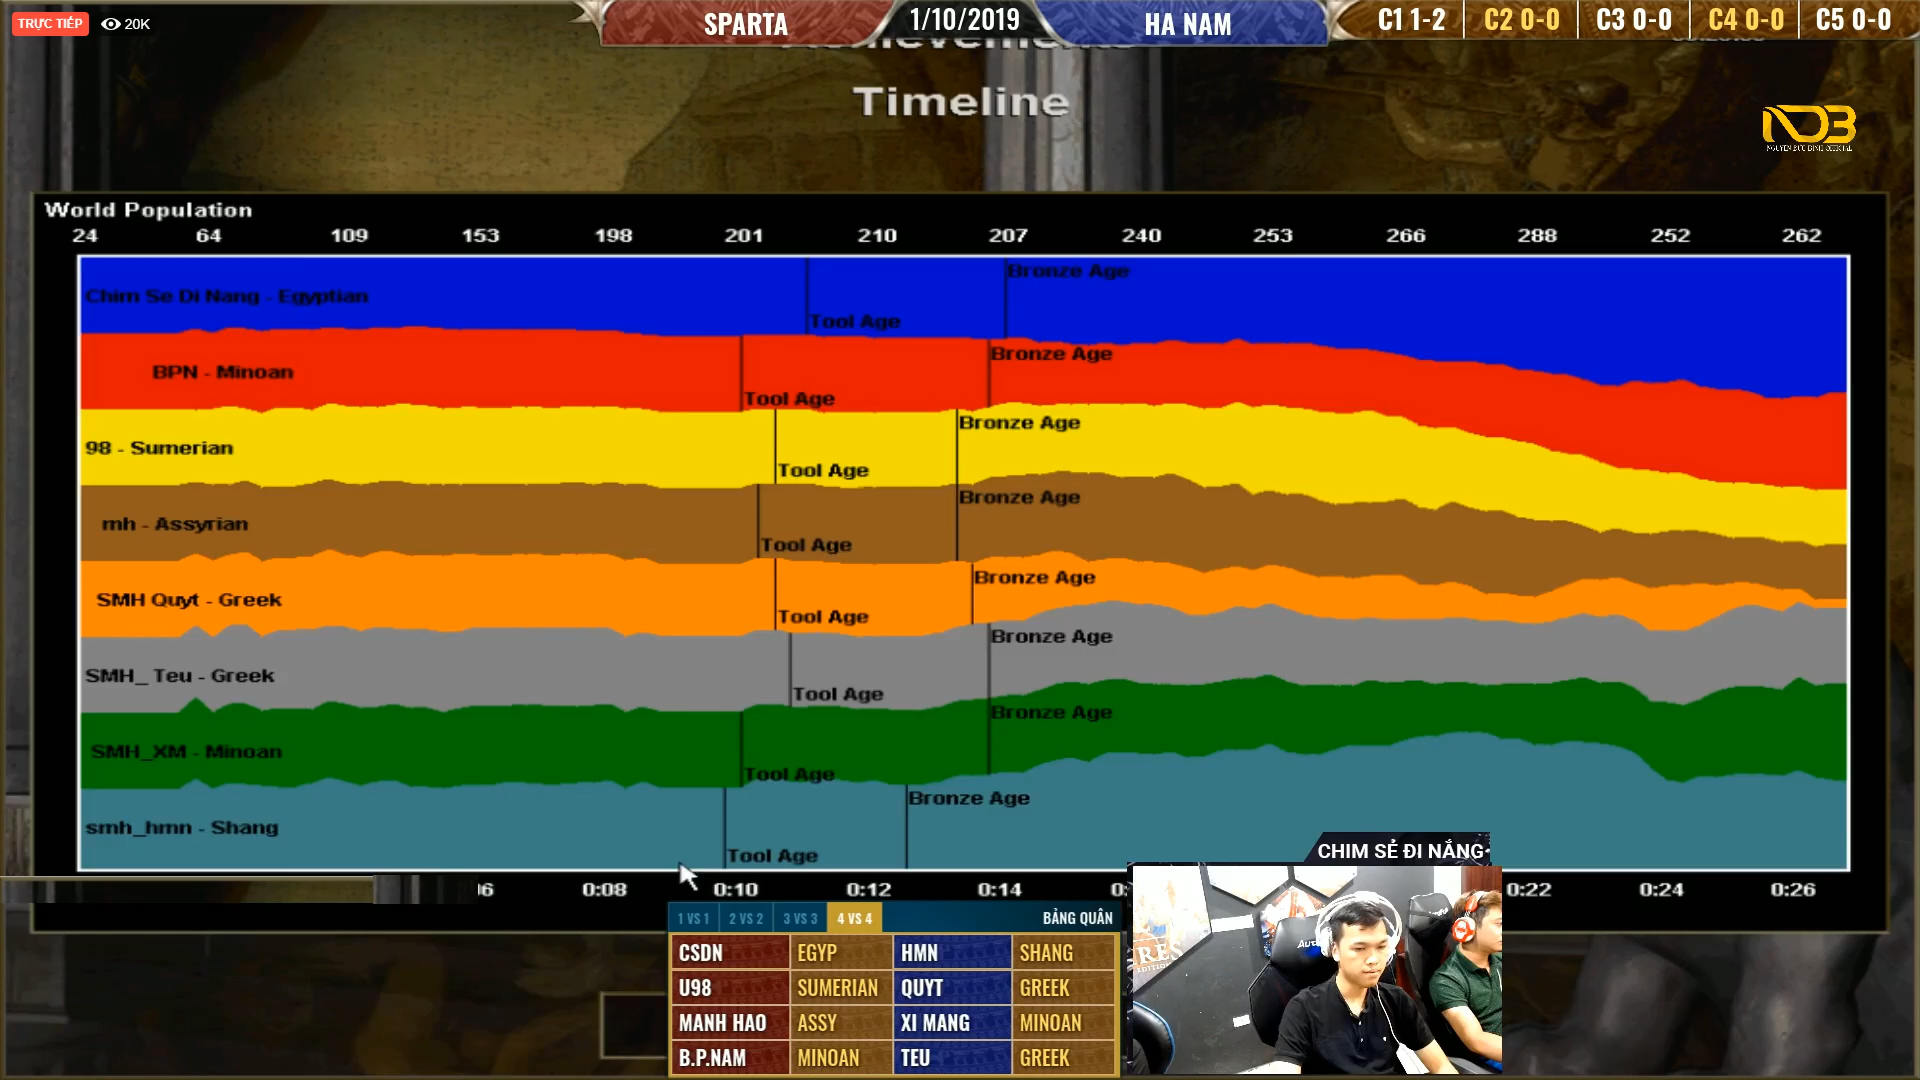 TRỰC TIẾP 20K
SPARTA 1/10/2019 HA NAM C1 1-2 C2 0-0 C3 0-0 C4 0-0 C5 0-0
Achievements
Timeline
NDB
NGUYEN DUC BINH OFFICIAL
World Population
24 64 109 153 198 201 210 207 240 253 266 288 252 262
Chim Se Di Nang - Egyptian
Bronze Age
Tool Age
BPN - Minoan
Bronze Age
Tool Age
98 - Sumerian
Bronze Age
Tool Age
mh - Assyrian
Bronze Age
Tool Age
SMH Quyt - Greek
Bronze Age
Tool Age
SMH_ Teu - Greek
Bronze Age
Tool Age
SMH_XM - Minoan
Bronze Age
Tool Age
smh_hmn - Shang
Bronze Age
Tool Age
0:08 0:10 0:12 0:14 0:22 0:24 0:26
CHIM SẺ ĐI NẮNG
1 VS 1 2 VS 2 3 VS 3 4 VS 4 BẢNG QUÂN
CSDN EGYP HMN SHANG
U98 SUMERIAN QUYT GREEK
MANH HAO ASSY XI MANG MINOAN
B.P.NAM MINOAN TEU GREEK